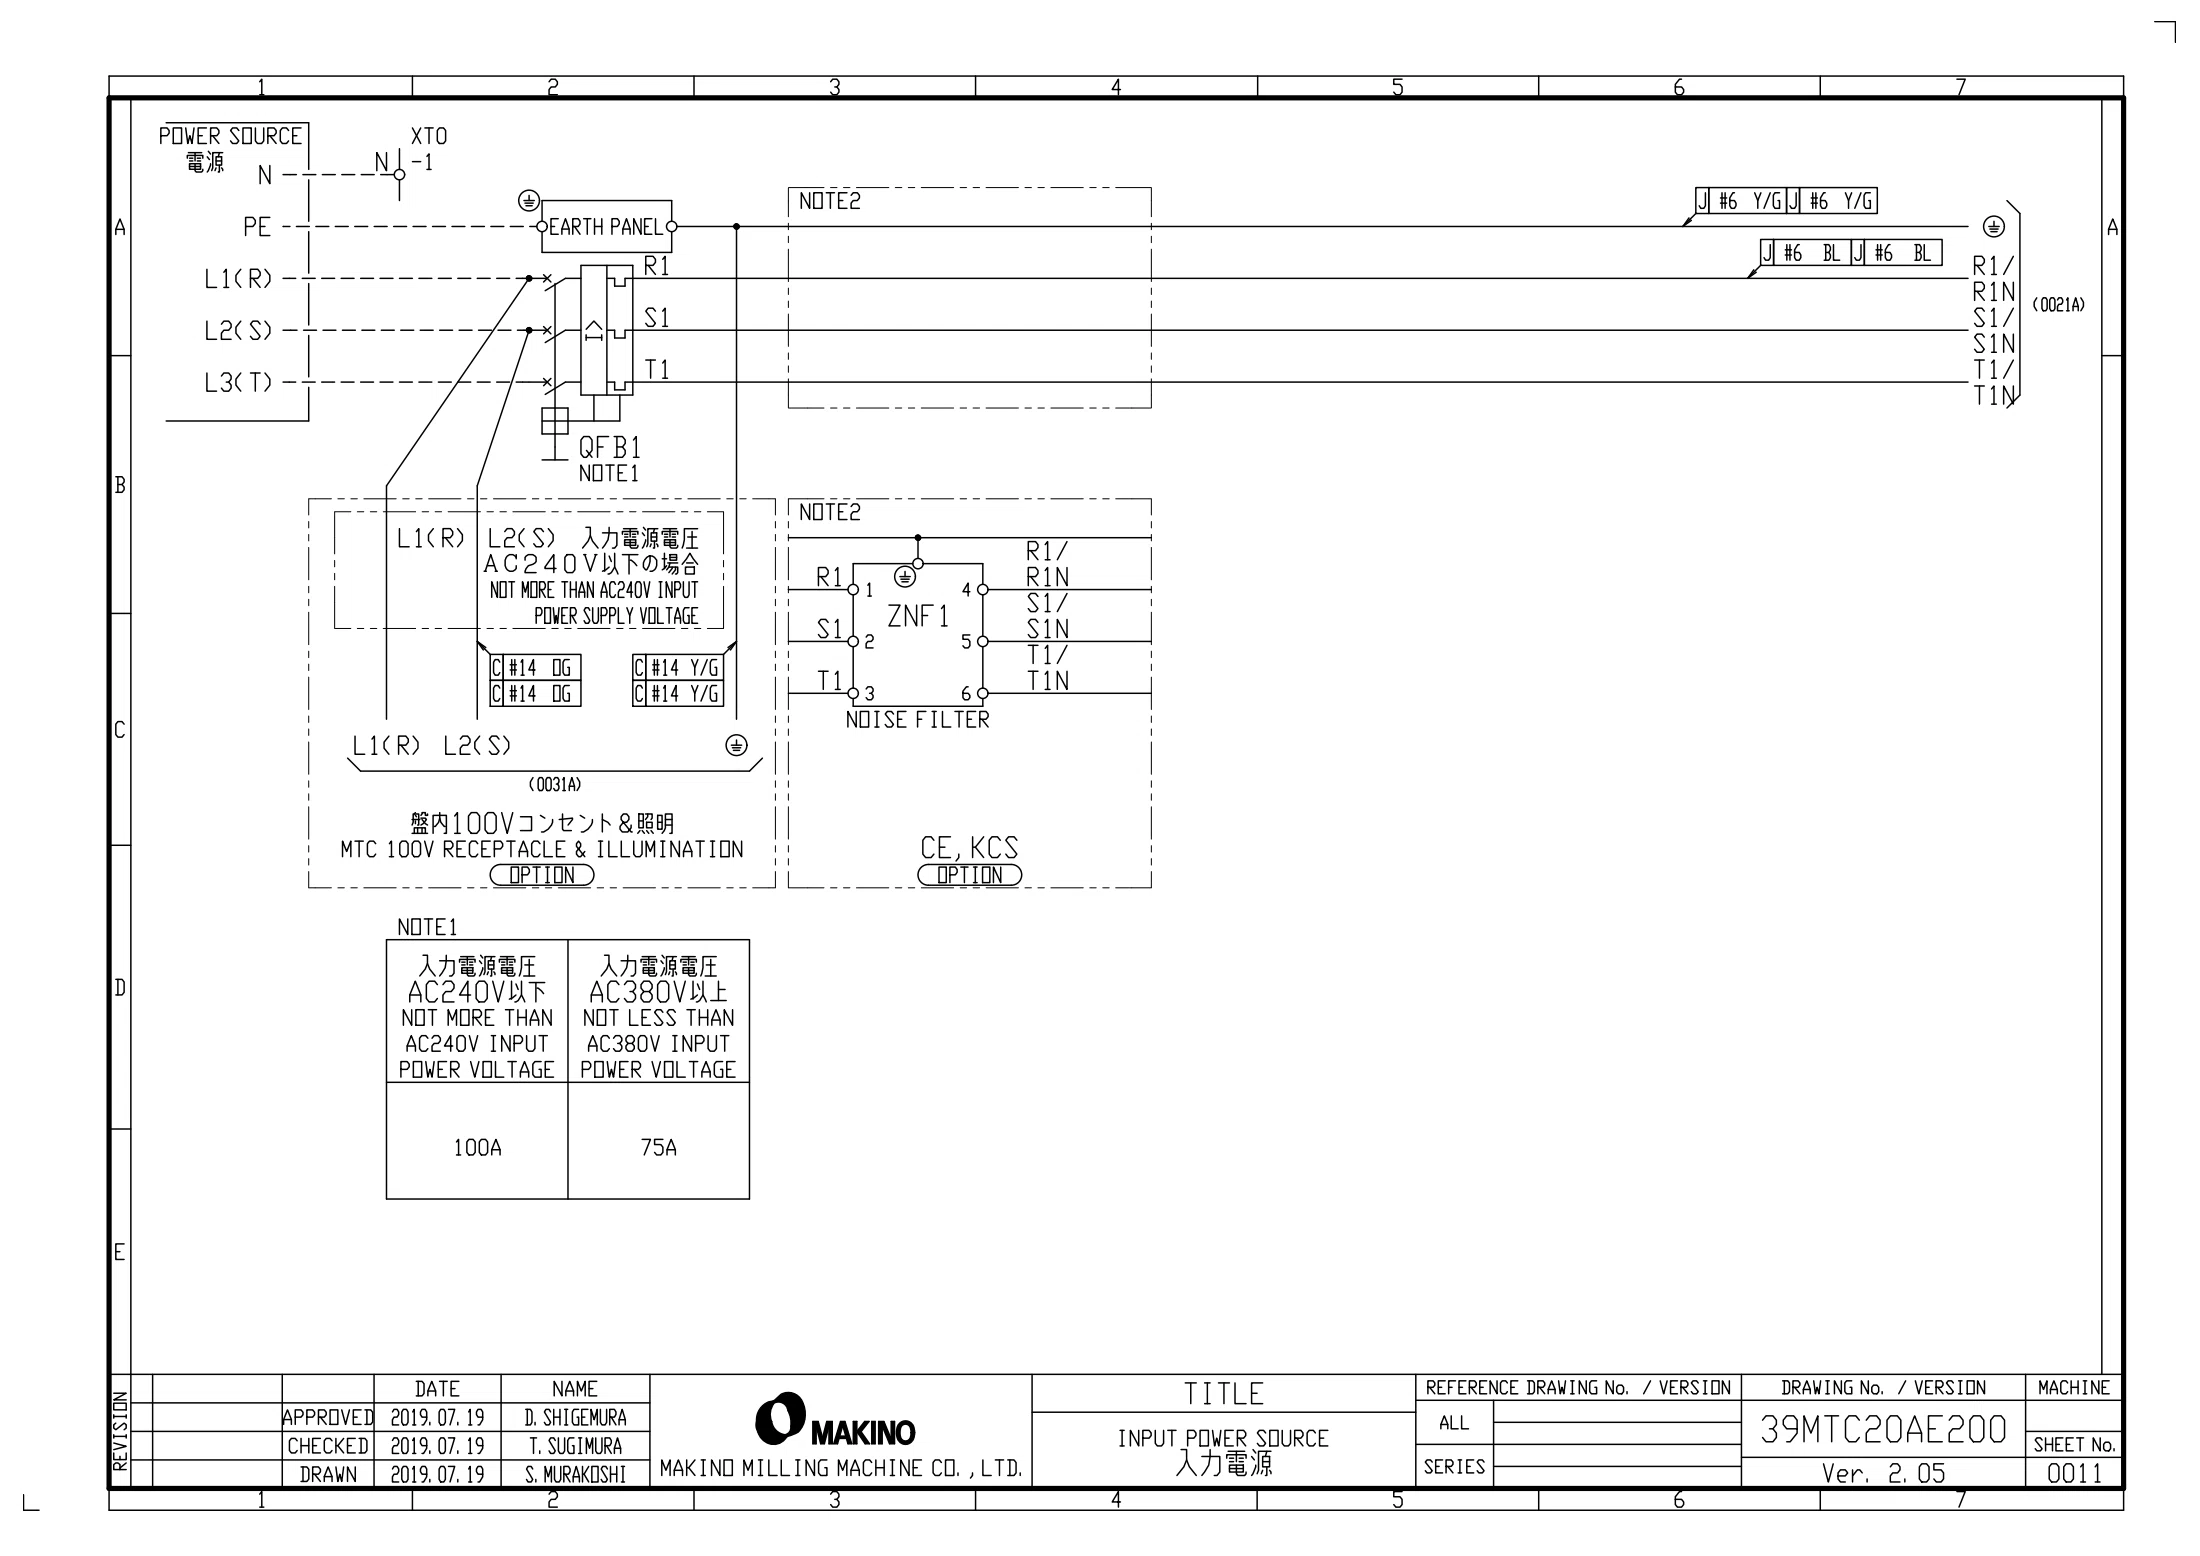 1 2 3 4 5 6 7
POWER SOURCE
電源
XT0
N N -1
NOTE2
J #6 Y/G J #6 Y/G
A PE EARTH PANEL A
J #6 BL J #6 BL
L1(R) R1 R1/
R1N
(0021A)
L2(S) S1 S1/
I>
S1N
L3(T) T1 T1/
T1N
QFB1
NOTE1
B
NOTE2
L1(R) L2(S) 入力電源電圧
AC240V以下の場合
NOT MORE THAN AC240V INPUT
POWER SUPPLY VOLTAGE
C #14 OG C #14 Y/G
C #14 OG C #14 Y/G
L1(R) L2(S)
(0031A)
盤内100Vコンセント&照明
MTC 100V RECEPTACLE & ILLUMINATION
OPTION
R1/
R1 1 4 R1N
ZNF1 S1/
S1 2 5 S1N
T1/
T1 3 6 T1N
NOISE FILTER
C
CE, KCS
OPTION
NOTE1
入力電源電圧 入力電源電圧
AC240V以下 AC380V以上
NOT MORE THAN NOT LESS THAN
AC240V INPUT AC380V INPUT
POWER VOLTAGE POWER VOLTAGE
D
100A 75A
E
REVISION
DATE NAME
APPROVED 2019.07.19 D. SHIGEMURA
CHECKED 2019.07.19 T. SUGIMURA
DRAWN 2019.07.19 S. MURAKOSHI
MAKINO
MAKINO MILLING MACHINE CO., LTD.
TITLE
INPUT POWER SOURCE
入力電源
REFERENCE DRAWING No. / VERSION
ALL
SERIES
DRAWING No. / VERSION
39MTC20AE200
Ver. 2.05
MACHINE
SHEET No.
0011
1 2 3 4 5 6 7